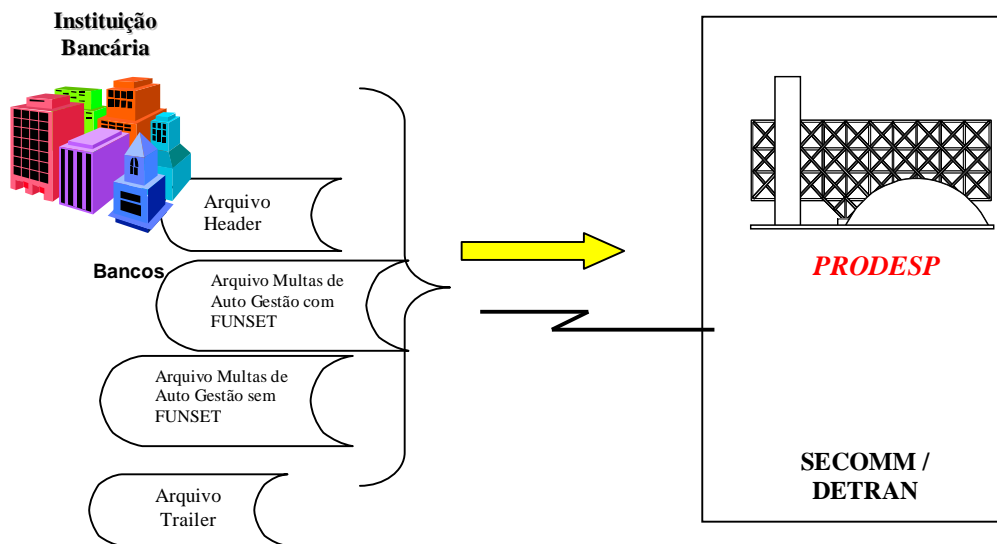 Instituição
Bancária
Arquivo
Header
Bancos
Arquivo Multas de
Auto Gestão com
FUNSET
Arquivo Multas de
Auto Gestão sem
FUNSET
Arquivo
Trailer
PRODESP
SECOMM /
DETRAN